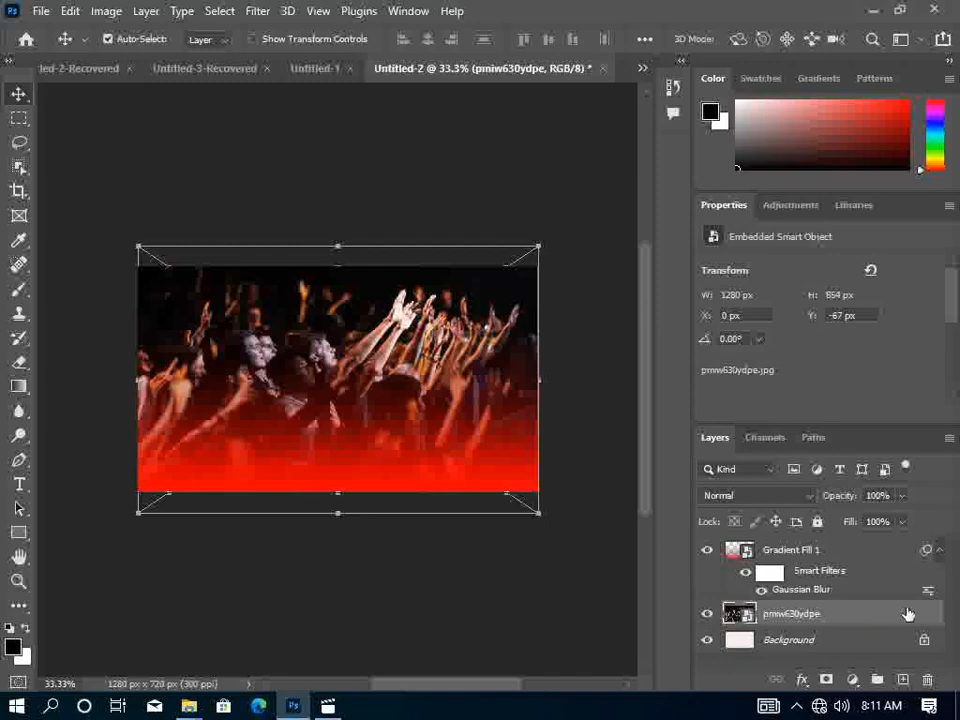 Ps File Edit Image Layer Type Select Filter 3D View Plugins Window Help
Auto-Select: Layer Show Transform Controls 3D Mode:
led-2-Recovered × Untitled-3-Recovered × Untitled-1 × Untitled-2 @ 33.3% (pmiw630ydpe, RGB/8) * ×
Color Swatches Gradients Patterns
Properties Adjustments Libraries
Embedded Smart Object
Transform
W: 1280 px H: 854 px
X: 0 px Y: -67 px
0.00°
pmiw630ydpe.jpg
Layers Channels Paths
Kind
Normal Opacity: 100%
Lock: Fill: 100%
Gradient Fill 1
Smart Filters
Gaussian Blur
pmiw630ydpe
Background
33.33% 1280 px x 720 px (300 ppi)
Ps 8:11 AM